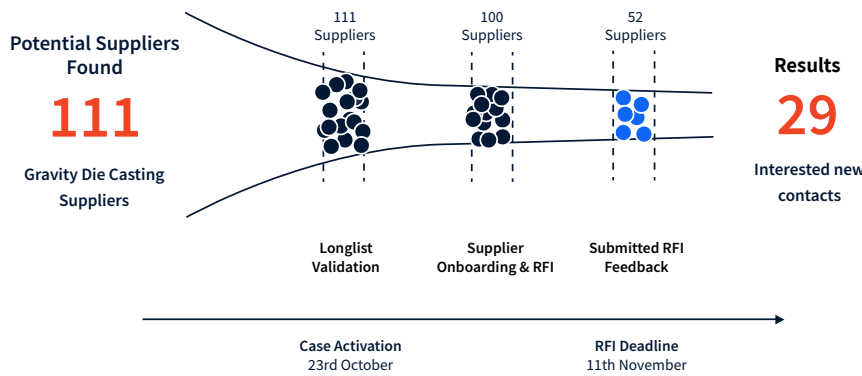 Potential Suppliers
Found
111
Gravity Die Casting
Suppliers
111
Suppliers
100
Suppliers
52
Suppliers
Results
29
Interested new
contacts
Longlist
Validation
Supplier
Onboarding & RFI
Submitted RFI
Feedback
Case Activation
23rd October
RFI Deadline
11th November